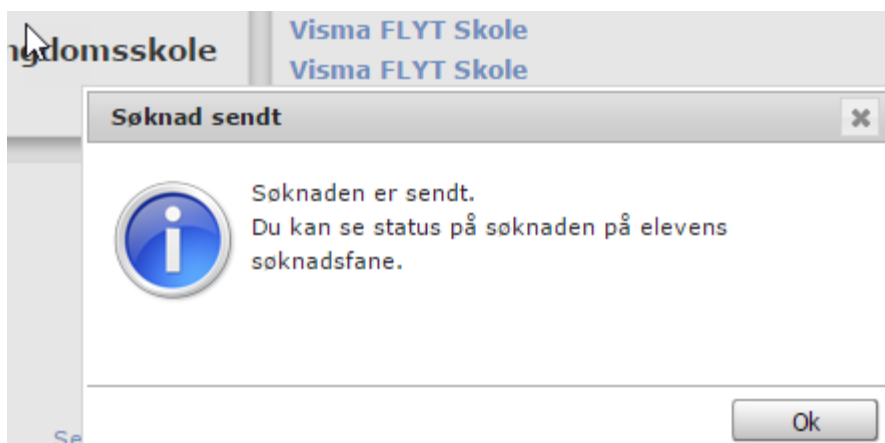 Visma FLYT Skole
ngdomsskole
Visma FLYT Skole
Søknad sendt
Søknaden er sendt.
Du kan se status på søknaden på elevens
søknadsfane.
Ok
Se